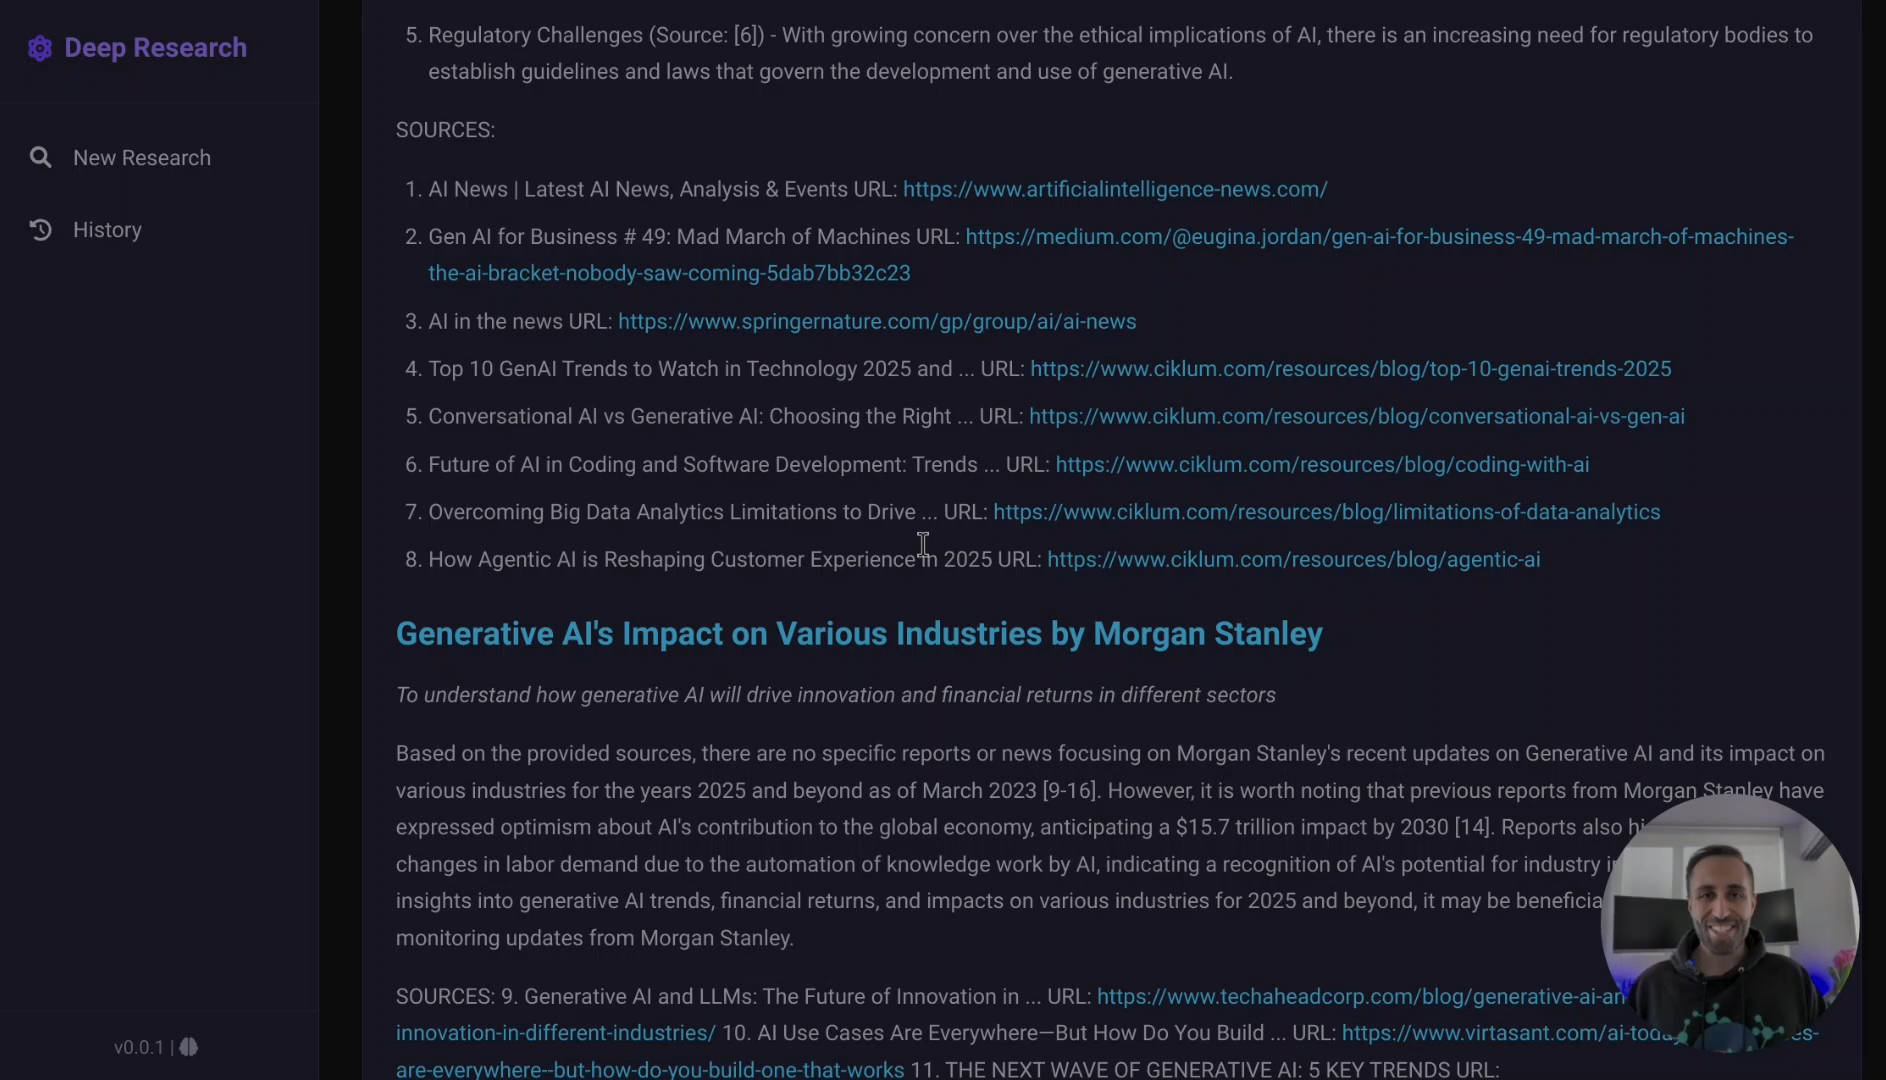 Deep Research
New Research
History
v0.0.1 |
5. Regulatory Challenges (Source: [6]) - With growing concern over the ethical implications of AI, there is an increasing need for regulatory bodies to
establish guidelines and laws that govern the development and use of generative AI.
SOURCES:
1. AI News | Latest AI News, Analysis & Events URL: https://www.artificialintelligence-news.com/
2. Gen AI for Business # 49: Mad March of Machines URL: https://medium.com/@eugina.jordan/gen-ai-for-business-49-mad-march-of-machines-
the-ai-bracket-nobody-saw-coming-5dab7bb32c23
3. AI in the news URL: https://www.springernature.com/gp/group/ai/ai-news
4. Top 10 GenAI Trends to Watch in Technology 2025 and ... URL: https://www.ciklum.com/resources/blog/top-10-genai-trends-2025
5. Conversational AI vs Generative AI: Choosing the Right ... URL: https://www.ciklum.com/resources/blog/conversational-ai-vs-gen-ai
6. Future of AI in Coding and Software Development: Trends ... URL: https://www.ciklum.com/resources/blog/coding-with-ai
7. Overcoming Big Data Analytics Limitations to Drive ... URL: https://www.ciklum.com/resources/blog/limitations-of-data-analytics
8. How Agentic AI is Reshaping Customer Experience in 2025 URL: https://www.ciklum.com/resources/blog/agentic-ai
Generative AI's Impact on Various Industries by Morgan Stanley
To understand how generative AI will drive innovation and financial returns in different sectors
Based on the provided sources, there are no specific reports or news focusing on Morgan Stanley's recent updates on Generative AI and its impact on
various industries for the years 2025 and beyond as of March 2023 [9-16]. However, it is worth noting that previous reports from Morgan Stanley have
expressed optimism about AI's contribution to the global economy, anticipating a $15.7 trillion impact by 2030 [14]. Reports also
changes in labor demand due to the automation of knowledge work by AI, indicating a recognition of AI's potential for industry
insights into generative AI trends, financial returns, and impacts on various industries for 2025 and beyond, it may be
monitoring updates from Morgan Stanley.
SOURCES: 9. Generative AI and LLMs: The Future of Innovation in ... URL: https://www.techaheadcorp.com/blog/generative-ai-an
innovation-in-different-industries/ 10. AI Use Cases Are Everywhere—But How Do You Build ... URL: https://www.virtasant.com/ai-today
are-everywhere--but-how-do-you-build-one-that-works 11. THE NEXT WAVE OF GENERATIVE AI: 5 KEY TRENDS URL: